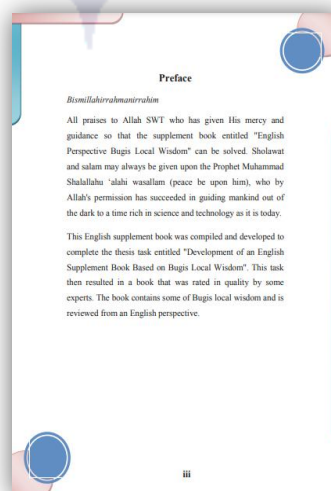 Preface
Bismillahirrahmanirrahim
All praises to Allah SWT who has given His mercy and
guidance so that the supplement book entitled "English
Perspective Bugis Local Wisdom" can be solved. Sholawat
and salam may always be given upon the Prophet Muhammad
Shalallahu ‘alahi wasallam (peace be upon him), who by
Allah's permission has succeeded in guiding mankind out of
the dark to a time rich in science and technology as it is today.
This English supplement book was compiled and developed to
complete the thesis task entitled "Development of an English
Supplement Book Based on Bugis Local Wisdom". This task
then resulted in a book that was rated in quality by some
experts. The book contains some of Bugis local wisdom and is
reviewed from an English perspective.
iii